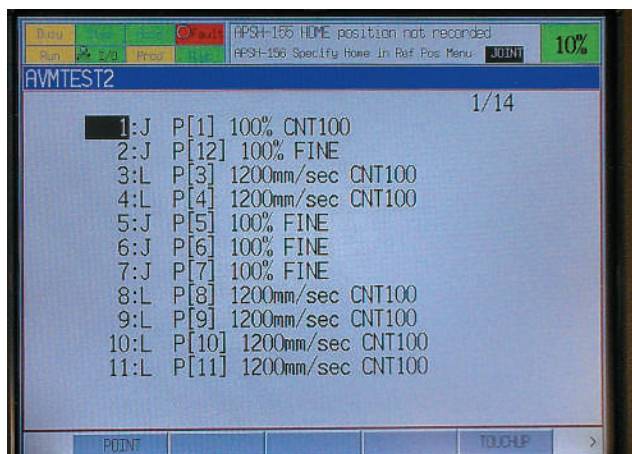 Busy Step Hold Fault APSH-155 HOME position not recorded
Run I/O Prod APSH-156 Specify Home in Ref Pos Menu JOINT 10%
AVMTEST2
1/14
1:J P[1] 100% CNT100
2:J P[12] 100% FINE
3:L P[3] 1200mm/sec CNT100
4:L P[4] 1200mm/sec CNT100
5:J P[5] 100% FINE
6:J P[6] 100% FINE
7:J P[7] 100% FINE
8:L P[8] 1200mm/sec CNT100
9:L P[9] 1200mm/sec CNT100
10:L P[10] 1200mm/sec CNT100
11:L P[11] 1200mm/sec CNT100
POINT TOUCHUP >